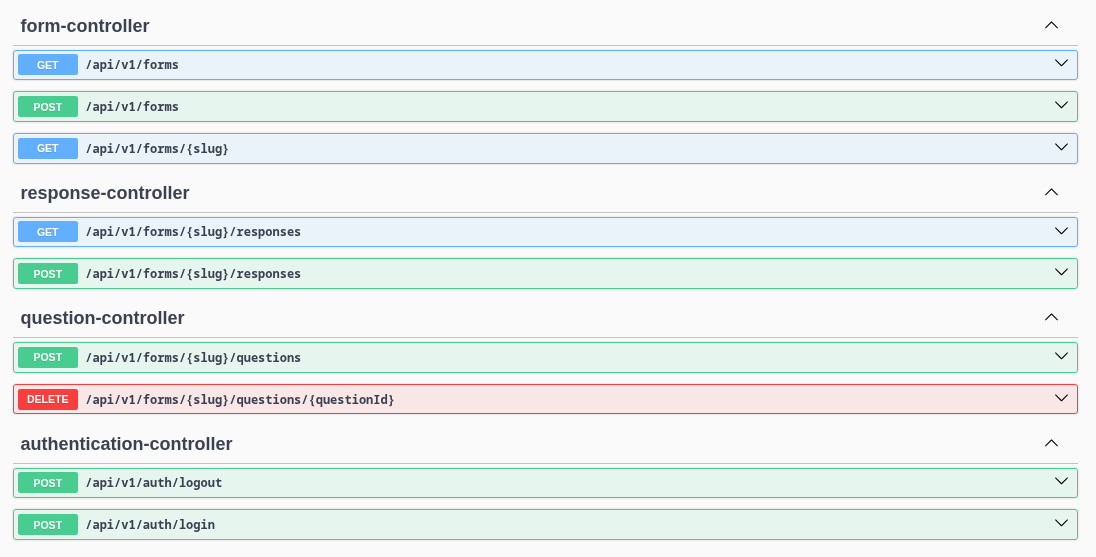 form-controller
GET /api/v1/forms
POST /api/v1/forms
GET /api/v1/forms/{slug}
response-controller
GET /api/v1/forms/{slug}/responses
POST /api/v1/forms/{slug}/responses
question-controller
POST /api/v1/forms/{slug}/questions
DELETE /api/v1/forms/{slug}/questions/{questionId}
authentication-controller
POST /api/v1/auth/logout
POST /api/v1/auth/login